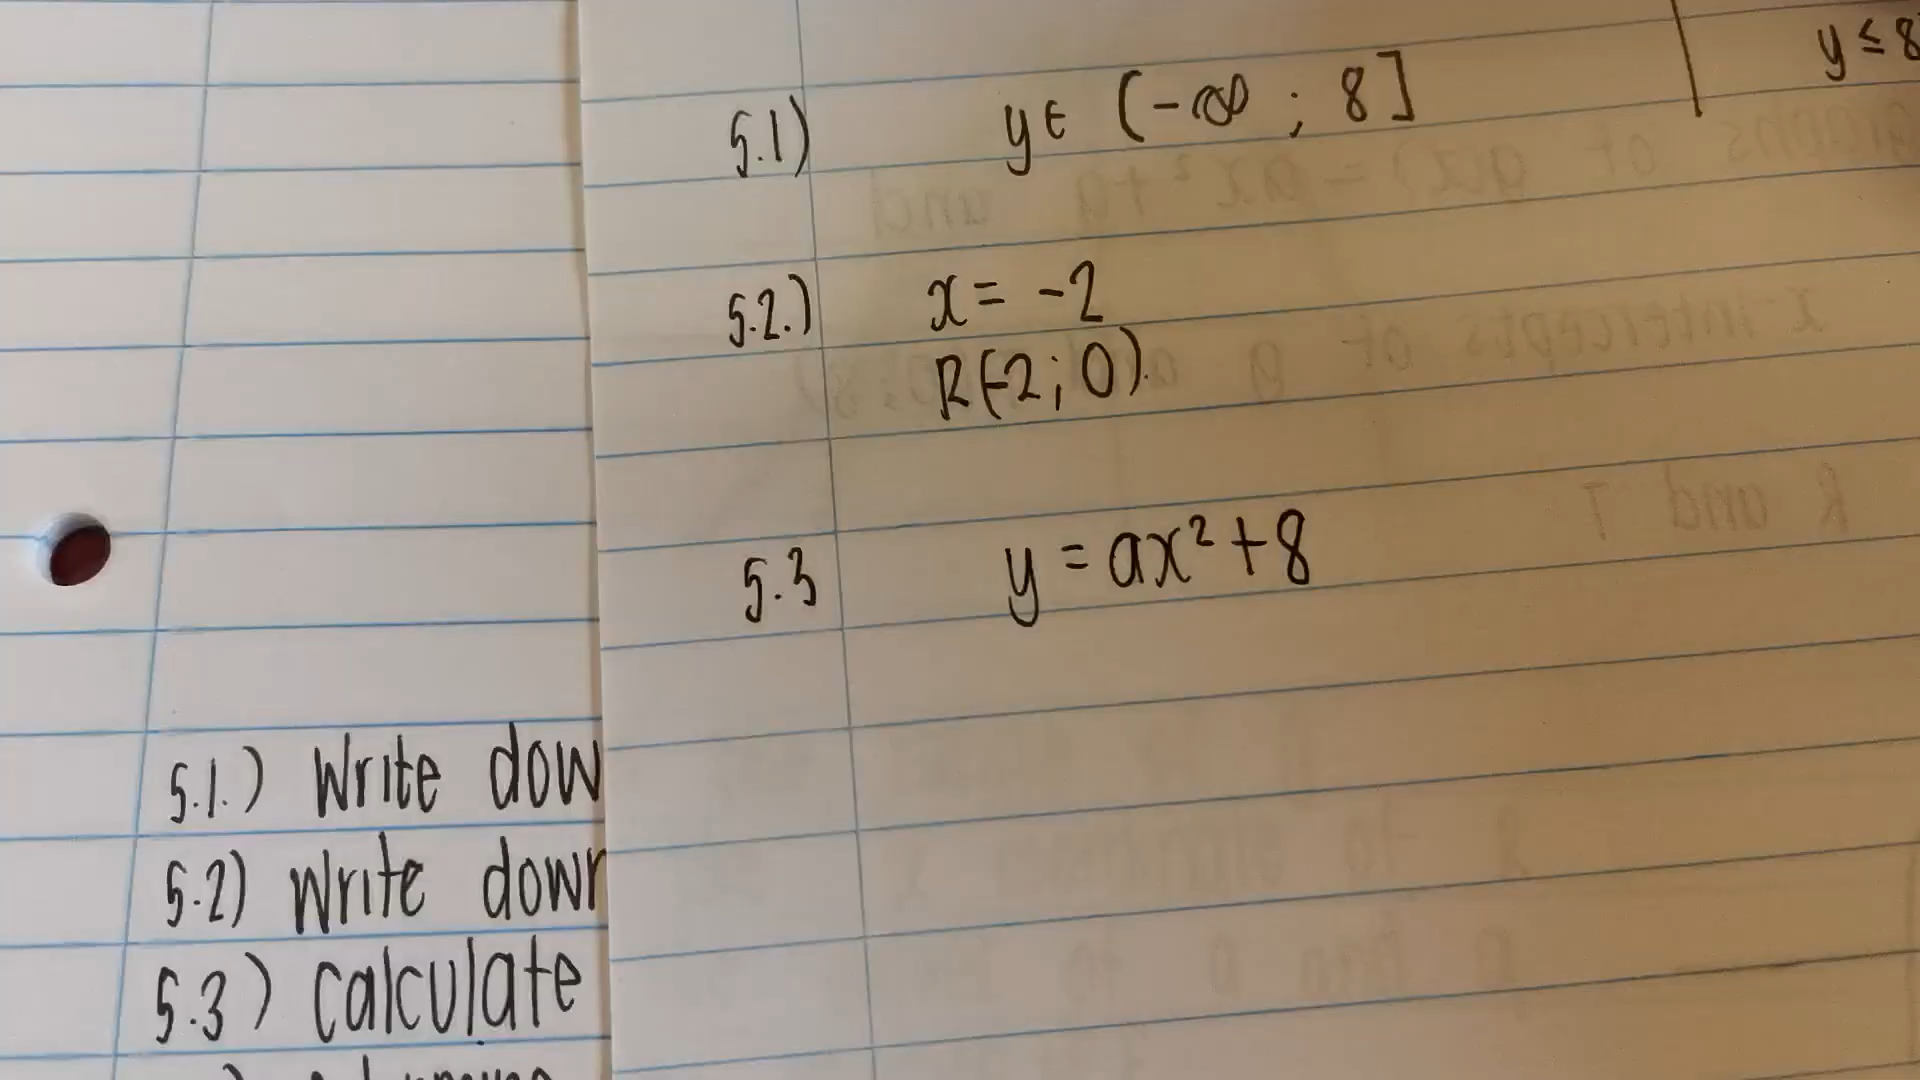 y ≤ 8
5.1) y ∈ (-∞ ; 8]
5.2.) x = -2
R(-2 ; 0).
5.3 y = ax² + 8
5.1.) Write dow
5.2) Write down
5.3) calculate